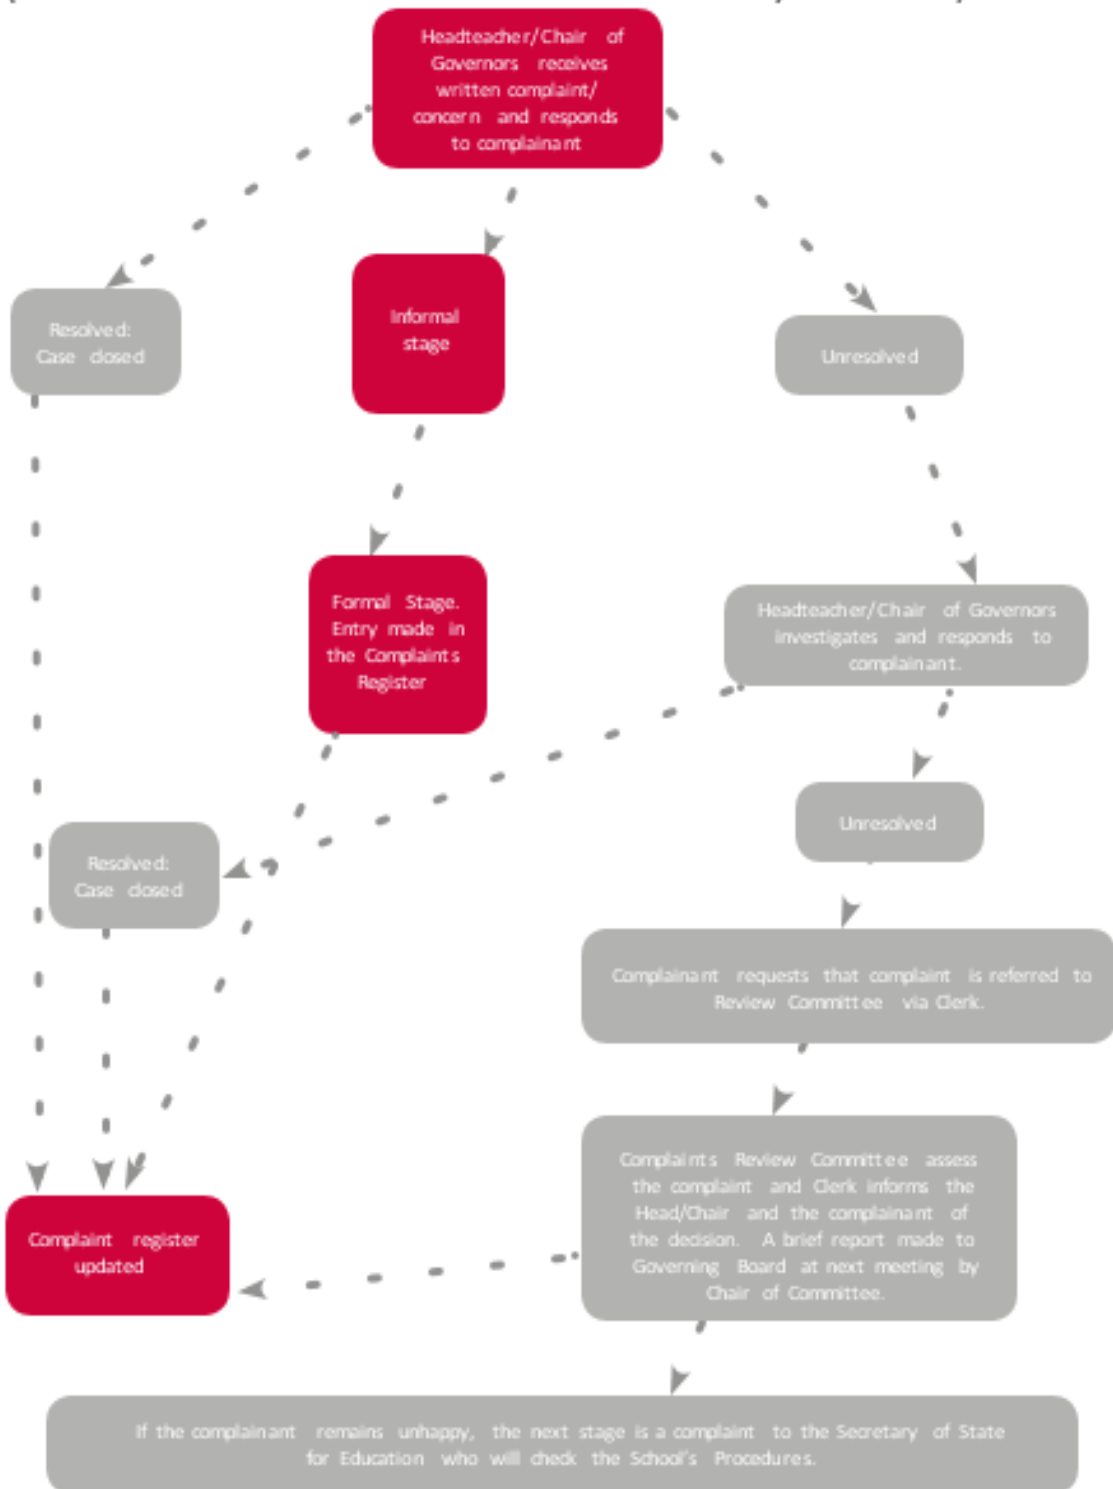 Headteacher/Chair of
Governors receives
written complaint/
concern and responds
to complainant
Resolved:
Case closed
Informal
stage
Unresolved
Formal Stage.
Entry made in
the Complaints
Register
Headteacher/Chair of Governors
investigates and responds to
complainant.
Resolved:
Case closed
Unresolved
Complainant requests that complaint is referred to
Review Committee via Clerk.
Complaints Review Committee assess
the complaint and Clerk informs the
Head/Chair and the complainant of
the decision. A brief report made to
Governing Board at next meeting by
Chair of Committee.
Complaint register
updated
If the complainant remains unhappy, the next stage is a complaint to the Secretary of State
for Education who will check the School's Procedures.